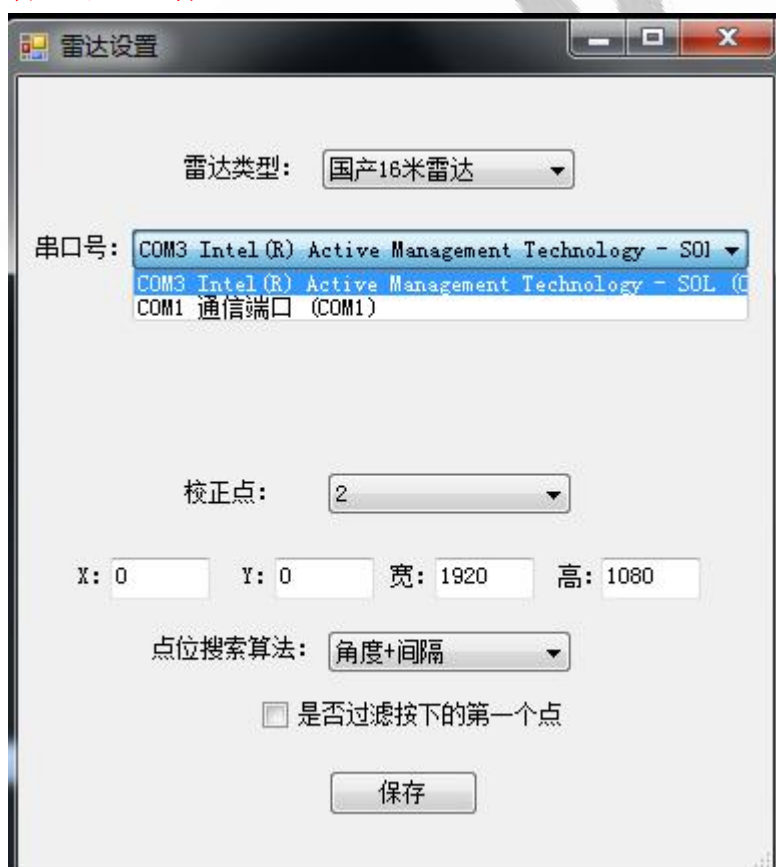 雷达设置
雷达类型: 国产16米雷达
串口号: COM3 Intel(R) Active Management Technology - SOl
COM3 Intel(R) Active Management Technology - SOL (
COM1 通信端口 (COM1)
校正点: 2
X: 0 Y: 0 宽: 1920 高: 1080
点位搜索算法: 角度+间隔
是否过滤按下的第一个点
保存